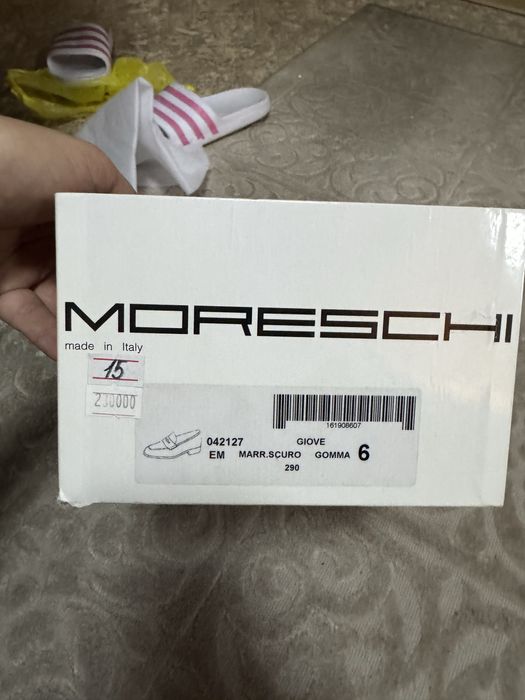 MORESCHI
made in Italy
15
230000
161908607
042127 GIOVE
EM MARR.SCURO GOMMA 6
290